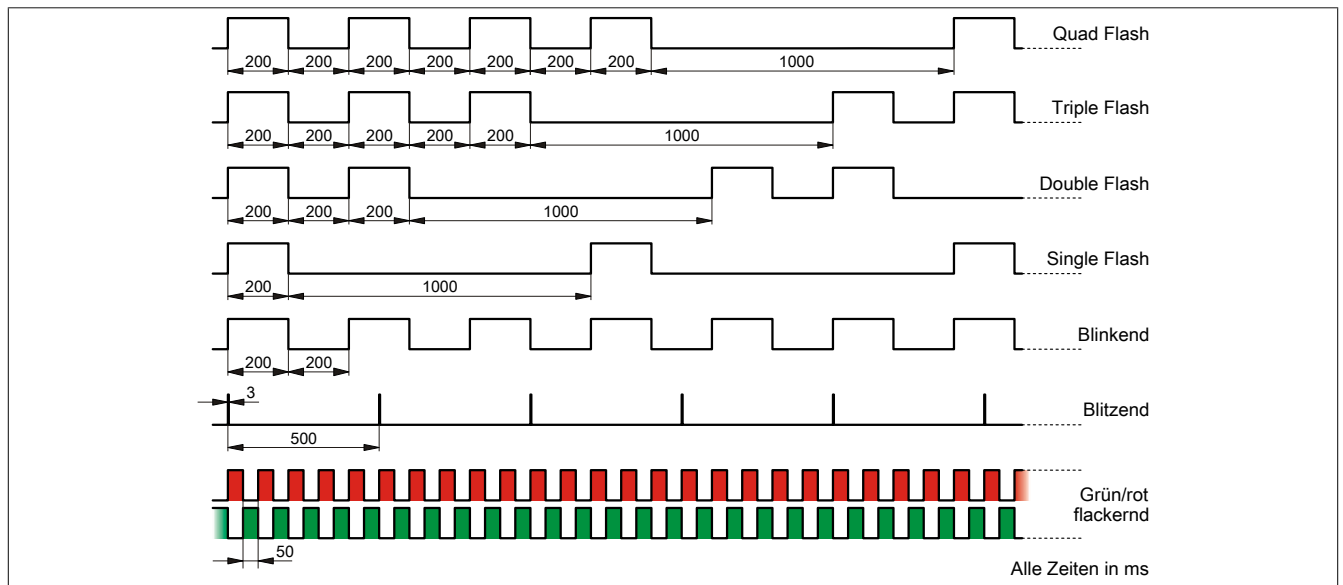 Quad Flash
200 200 200 200 200 200 200 1000
Triple Flash
200 200 200 200 200 1000
Double Flash
200 200 200 1000
Single Flash
200 1000
Blinkend
200 200
3
Blitzend
500
Grün/rot
flackernd
50
Alle Zeiten in ms